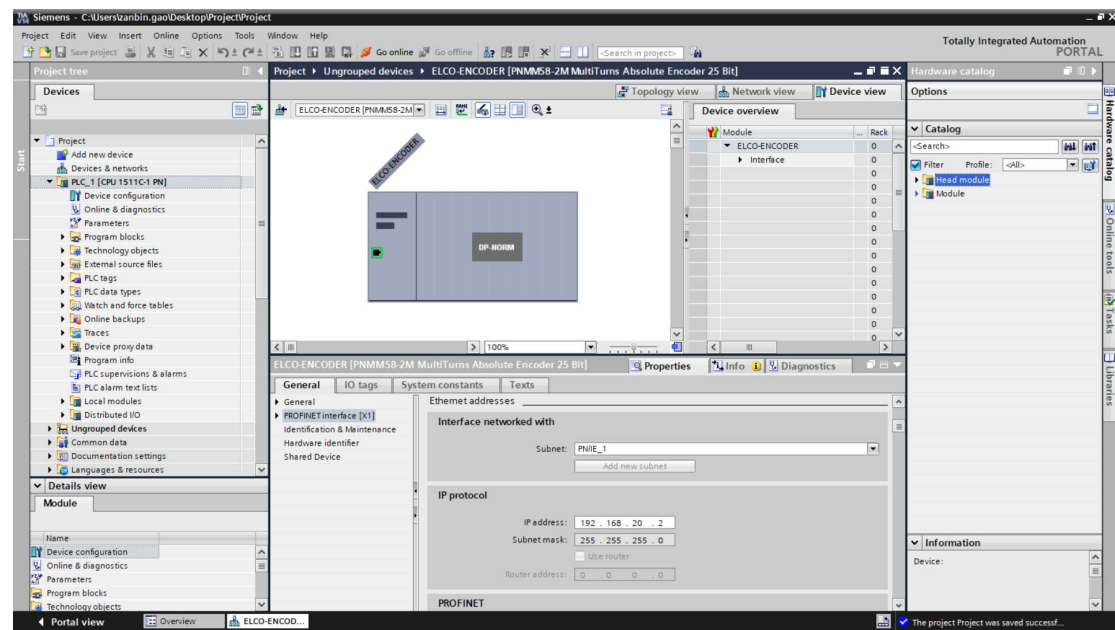 Siemens - C:\Users\zanbin.gao\Desktop\Project\Project
Project Edit View Insert Online Options Tools Window Help
Totally Integrated Automation
PORTAL
Save project
Go online
Go offline
<Search in project>
Project tree
Project Ungrouped devices ELCO-ENCODER [PNMM58-2M MultiTurns Absolute Encoder 25 Bit]
Hardware catalog
Devices
Topology view
Network view
Device view
Options
ELCO-ENCODER [PNMM58-2M
Device overview
Module ... Rack
ELCO-ENCODER 0
Interface 0
0
0
0
0
0
0
0
0
0
0
0
0
0
ELCO-ENCODER
DP-NORM
100%
Catalog
<Search>
Filter Profile: <All>
Head module
Module
Start
Project
Add new device
Devices & networks
PLC_1 [CPU 1511C-1 PN]
Device configuration
Online & diagnostics
Parameters
Program blocks
Technology objects
External source files
PLC tags
PLC data types
Watch and force tables
Online backups
Traces
Device proxy data
Program info
PLC supervisions & alarms
PLC alarm text lists
Local modules
Distributed I/O
Ungrouped devices
Common data
Documentation settings
Languages & resources
Details view
Module
Name
Device configuration
Online & diagnostics
Parameters
Program blocks
Technology objects
ELCO-ENCODER [PNMM58-2M MultiTurns Absolute Encoder 25 Bit]
Properties
Info
Diagnostics
General IO tags System constants Texts
General
PROFINET interface [X1]
Identification & Maintenance
Hardware identifier
Shared Device
Ethernet addresses
Interface networked with
Subnet: PN/IE_1
Add new subnet
IP protocol
IP address: 192 . 168 . 20 . 2
Subnet mask: 255 . 255 . 255 . 0
Use router
Router address: 0 . 0 . 0 . 0
PROFINET
Information
Device:
Hardware catalog
Online tools
Tasks
Libraries
Portal view
Overview
ELCO-ENCOD...
The project Project was saved successf...